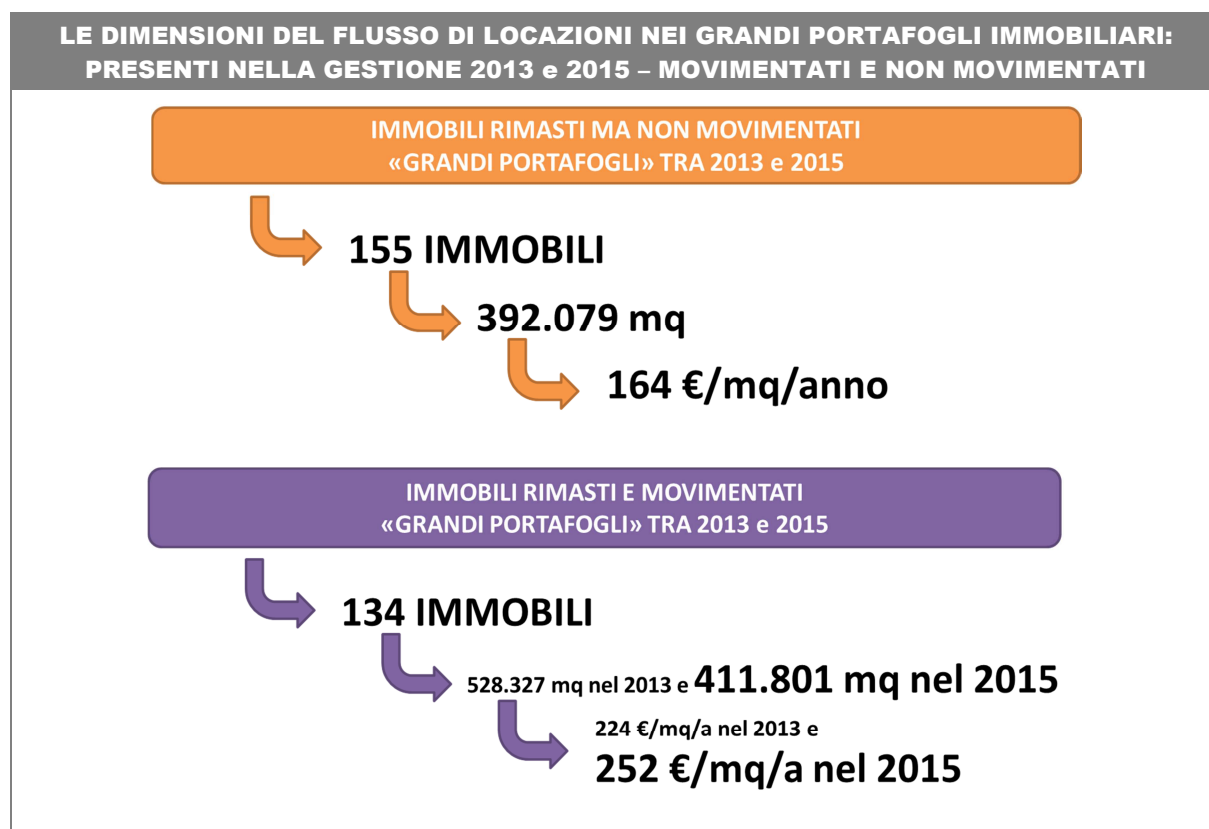 LE DIMENSIONI DEL FLUSSO DI LOCAZIONI NEI GRANDI PORTAFOGLI IMMOBILIARI:
PRESENTI NELLA GESTIONE 2013 e 2015 – MOVIMENTATI E NON MOVIMENTATI
IMMOBILI RIMASTI MA NON MOVIMENTATI
«GRANDI PORTAFOGLI» TRA 2013 e 2015
155 IMMOBILI
392.079 mq
164 €/mq/anno
IMMOBILI RIMASTI E MOVIMENTATI
«GRANDI PORTAFOGLI» TRA 2013 e 2015
134 IMMOBILI
528.327 mq nel 2013 e 411.801 mq nel 2015
224 €/mq/a nel 2013 e
252 €/mq/a nel 2015